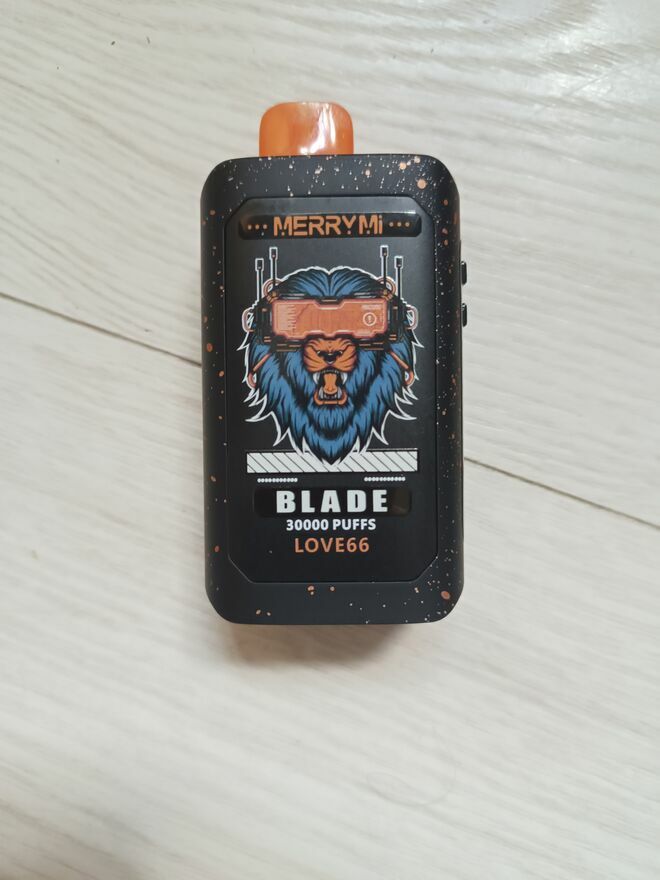 MERRYMi
BLADE
30000 PUFFS
LOVE66